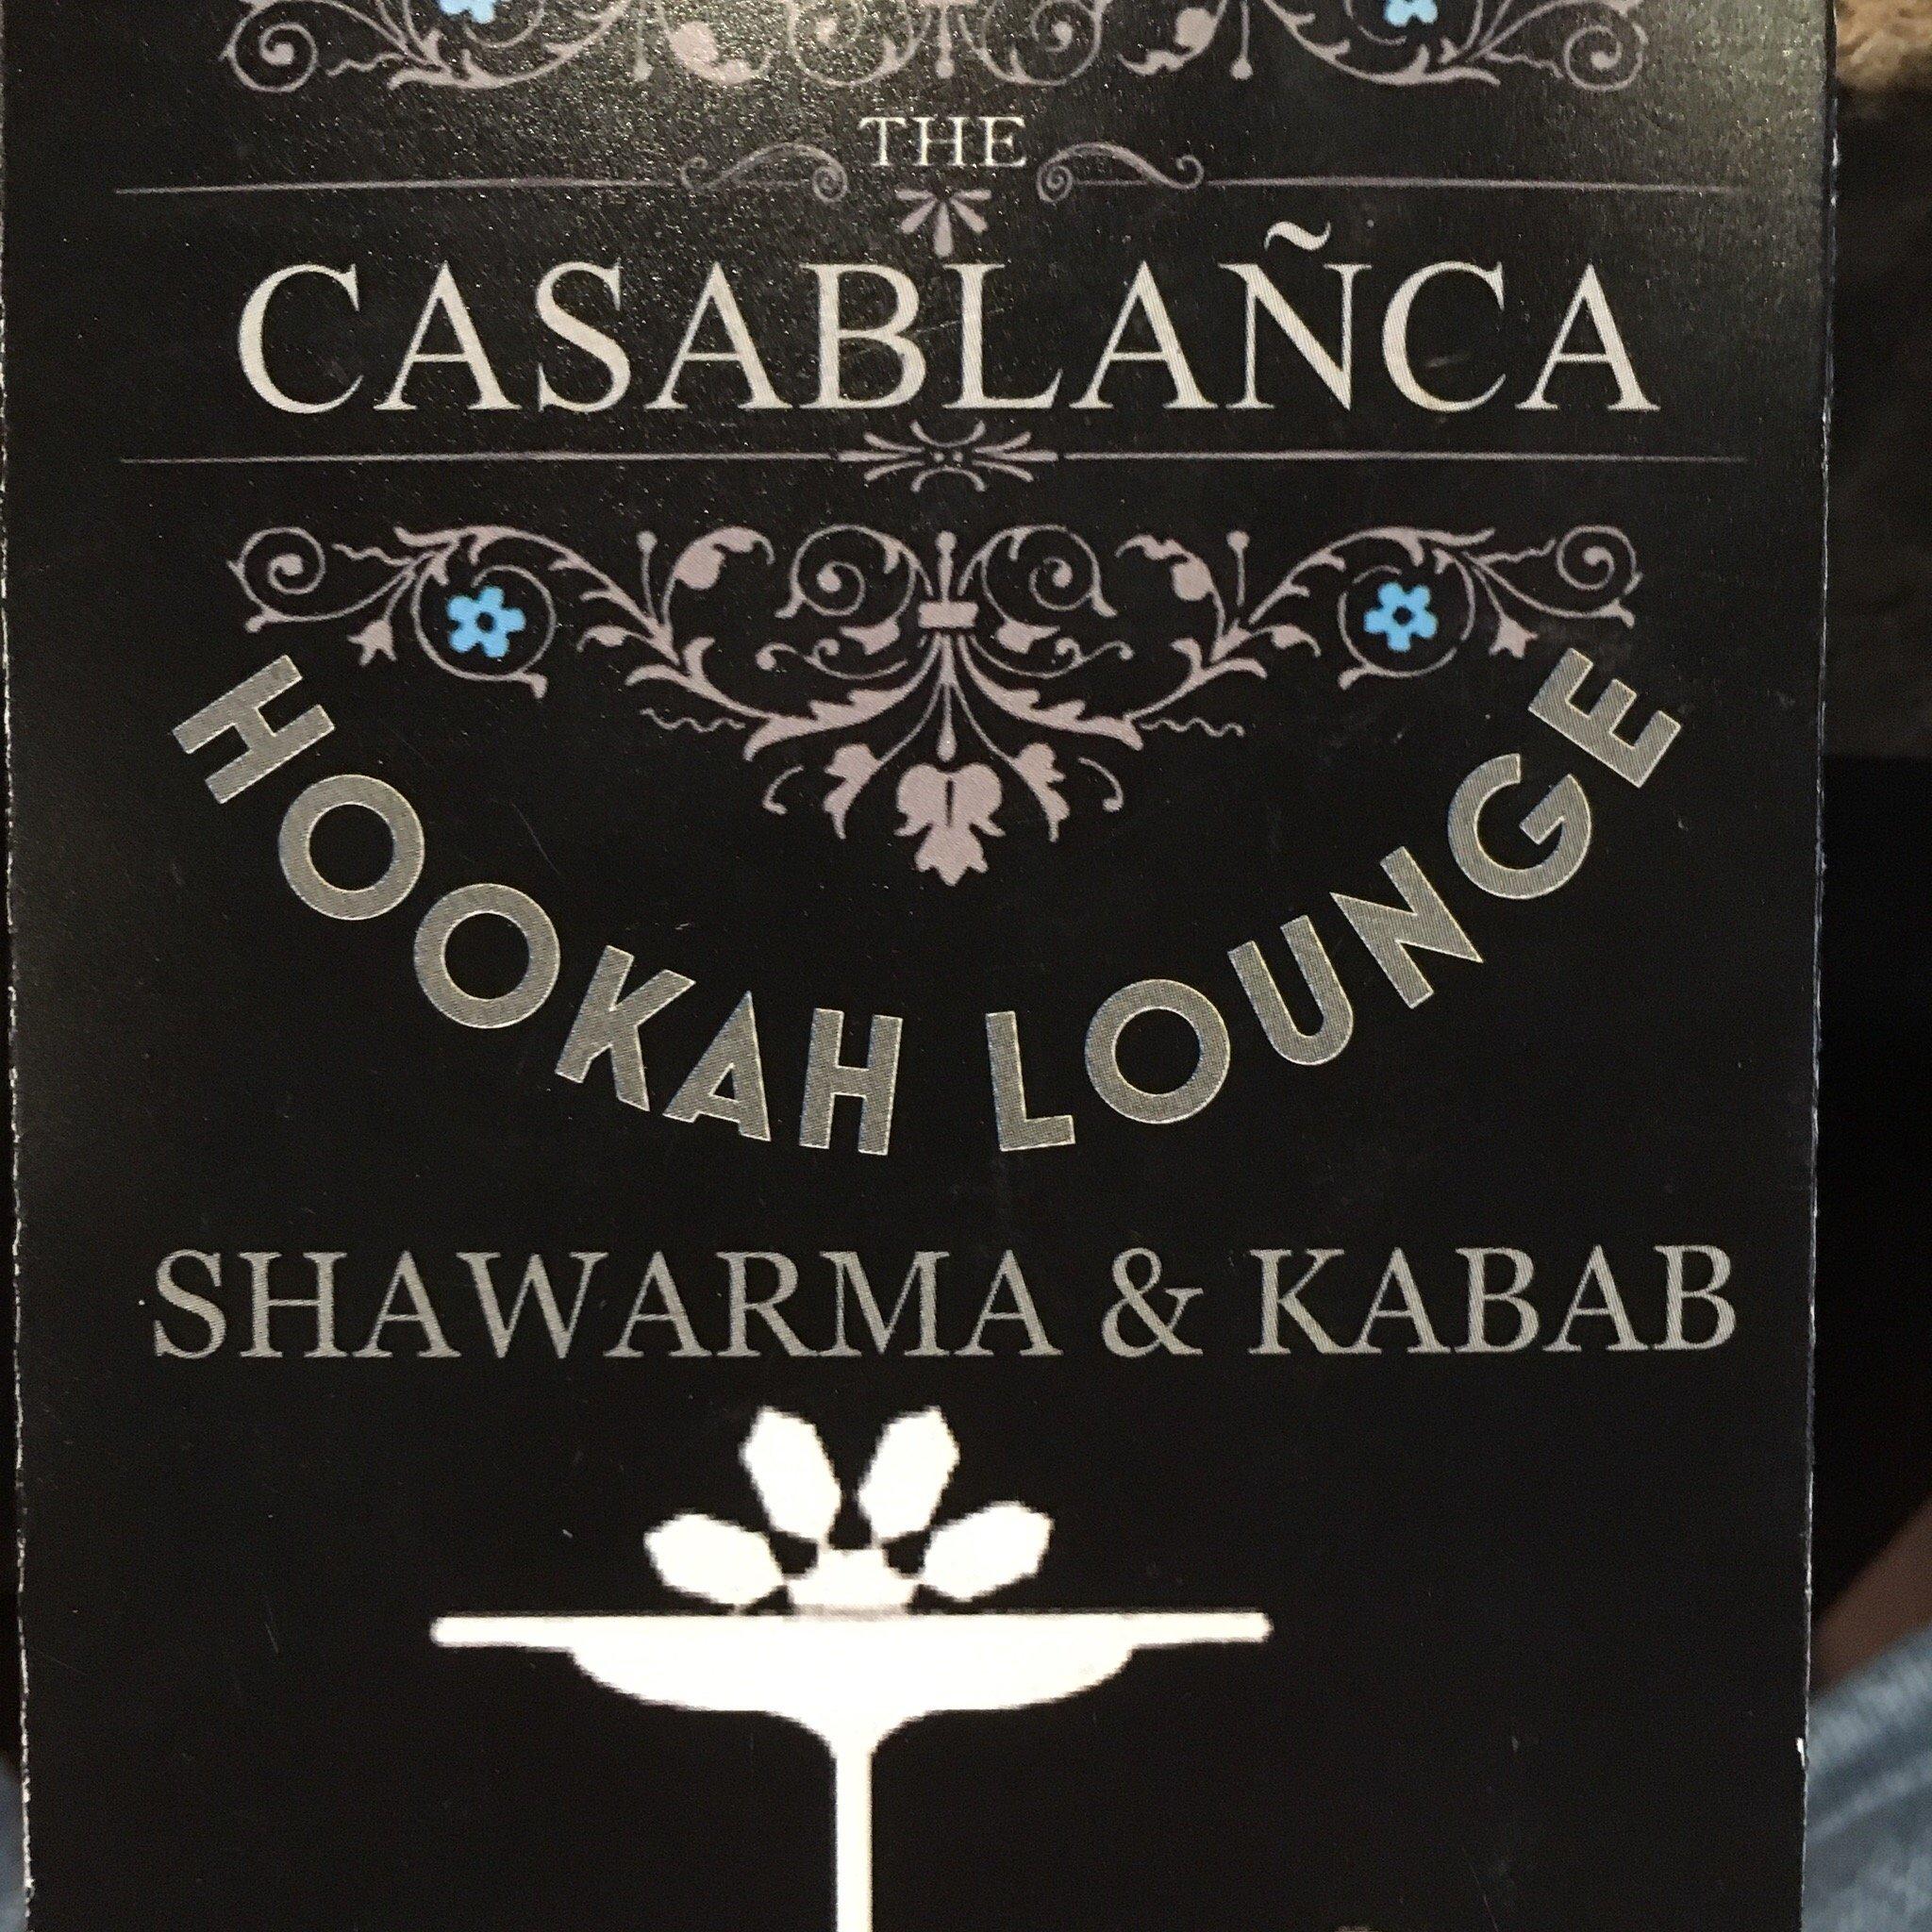 THE
CASABLAÑCA
HOOKAH LOUNGE
SHAWARMA & KABAB